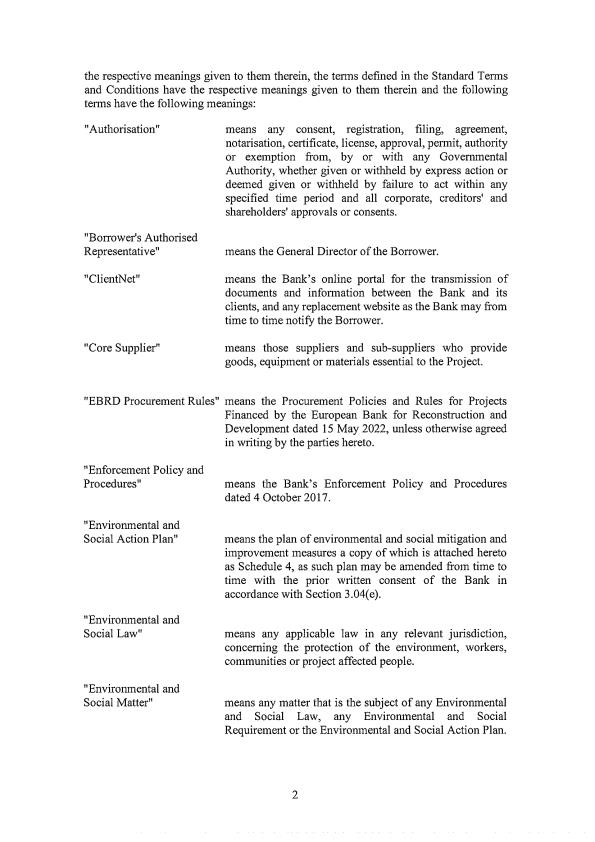 the respective meanings given to them therein, the terms defined in the Standard Terms
and Conditions have the respective meanings given to them therein and the following
terms have the following meanings:
"Authorisation" means any consent, registration, filing, agreement,
notarisation, certificate, license, approval, permit, authority
or exemption from, by or with any Governmental
Authority, whether given or withheld by express action or
deemed given or withheld by failure to act within any
specified time period and all corporate, creditors' and
shareholders' approvals or consents.
"Borrower's Authorised
Representative" means the General Director of the Borrower.
"ClientNet" means the Bank's online portal for the transmission of
documents and information between the Bank and its
clients, and any replacement website as the Bank may from
time to time notify the Borrower.
"Core Supplier" means those suppliers and sub-suppliers who provide
goods, equipment or materials essential to the Project.
"EBRD Procurement Rules" means the Procurement Policies and Rules for Projects
Financed by the European Bank for Reconstruction and
Development dated 15 May 2022, unless otherwise agreed
in writing by the parties hereto.
"Enforcement Policy and
Procedures" means the Bank's Enforcement Policy and Procedures
dated 4 October 2017.
"Environmental and
Social Action Plan" means the plan of environmental and social mitigation and
improvement measures a copy of which is attached hereto
as Schedule 4, as such plan may be amended from time to
time with the prior written consent of the Bank in
accordance with Section 3.04(e).
"Environmental and
Social Law" means any applicable law in any relevant jurisdiction,
concerning the protection of the environment, workers,
communities or project affected people.
"Environmental and
Social Matter" means any matter that is the subject of any Environmental
and Social Law, any Environmental and Social
Requirement or the Environmental and Social Action Plan.
2